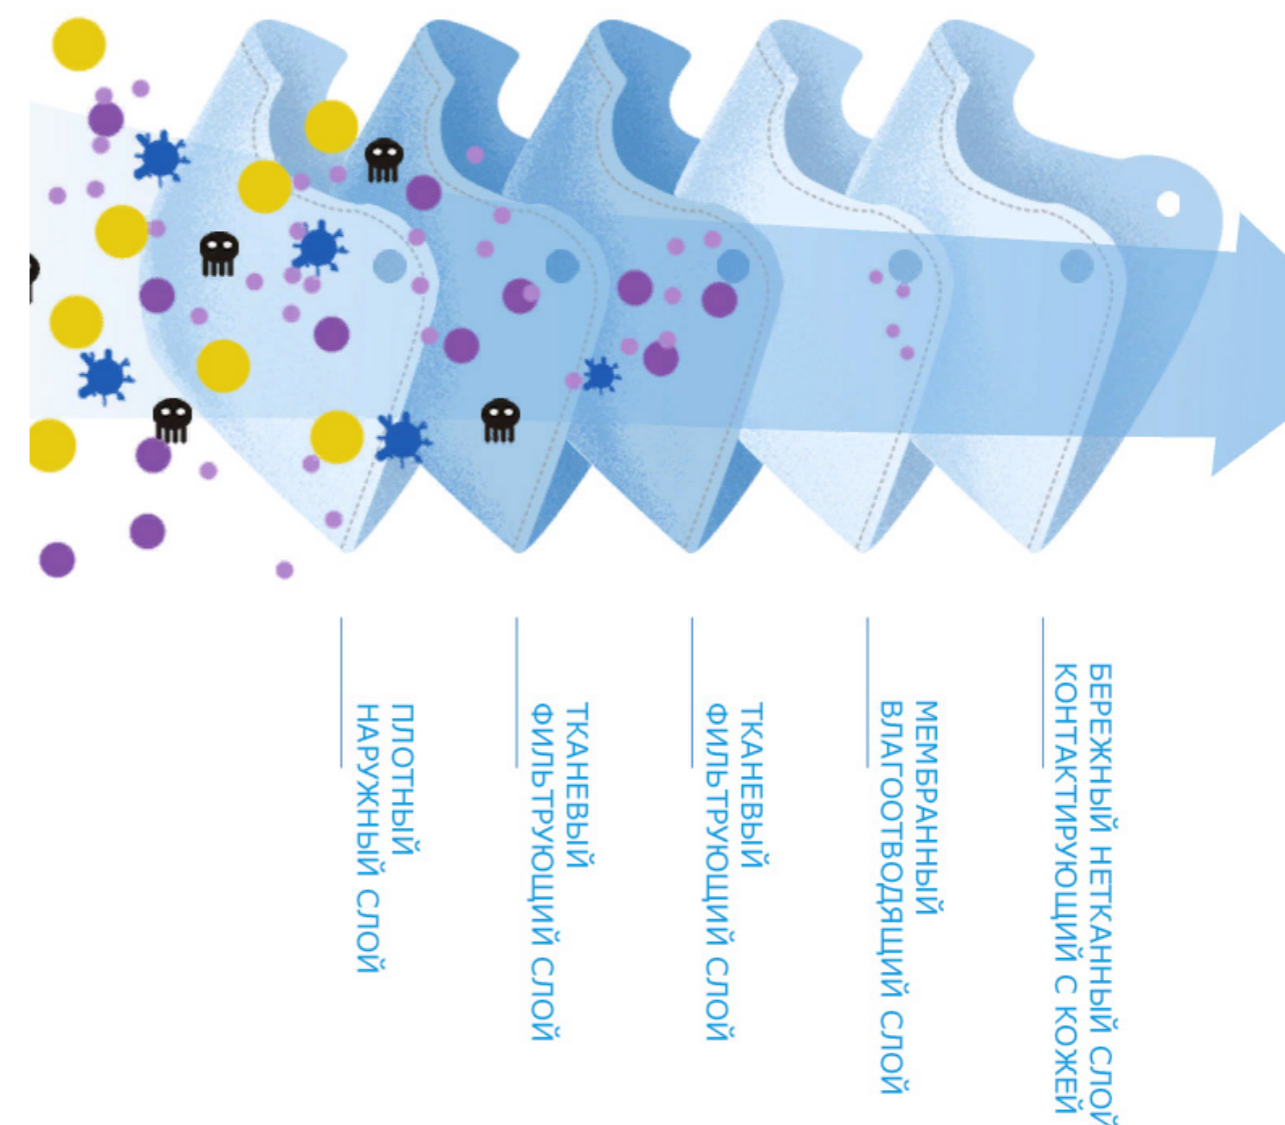 ПЛОТНЫЙ
НАРУЖНЫЙ СЛОЙ
ТКАНЕВЫЙ
ФИЛЬТРУЮЩИЙ СЛОЙ
ТКАНЕВЫЙ
ФИЛЬТРУЮЩИЙ СЛОЙ
МЕМБРАННЫЙ
ВЛАГООТВОДЯЩИЙ СЛОЙ
БЕРЕЖНЫЙ НЕТКАННЫЙ СЛОЙ
КОНТАКТИРУЮЩИЙ С КОЖЕЙ